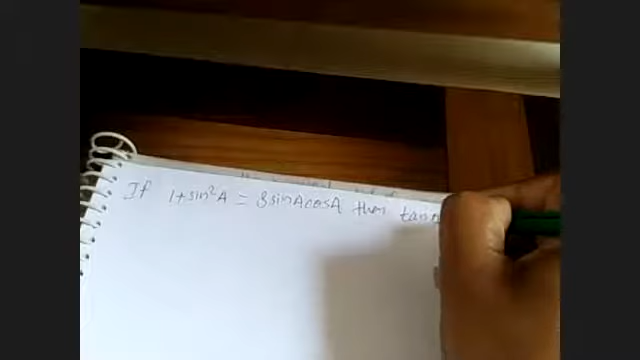 If 1+sin²A = 3sinAcosA then tan